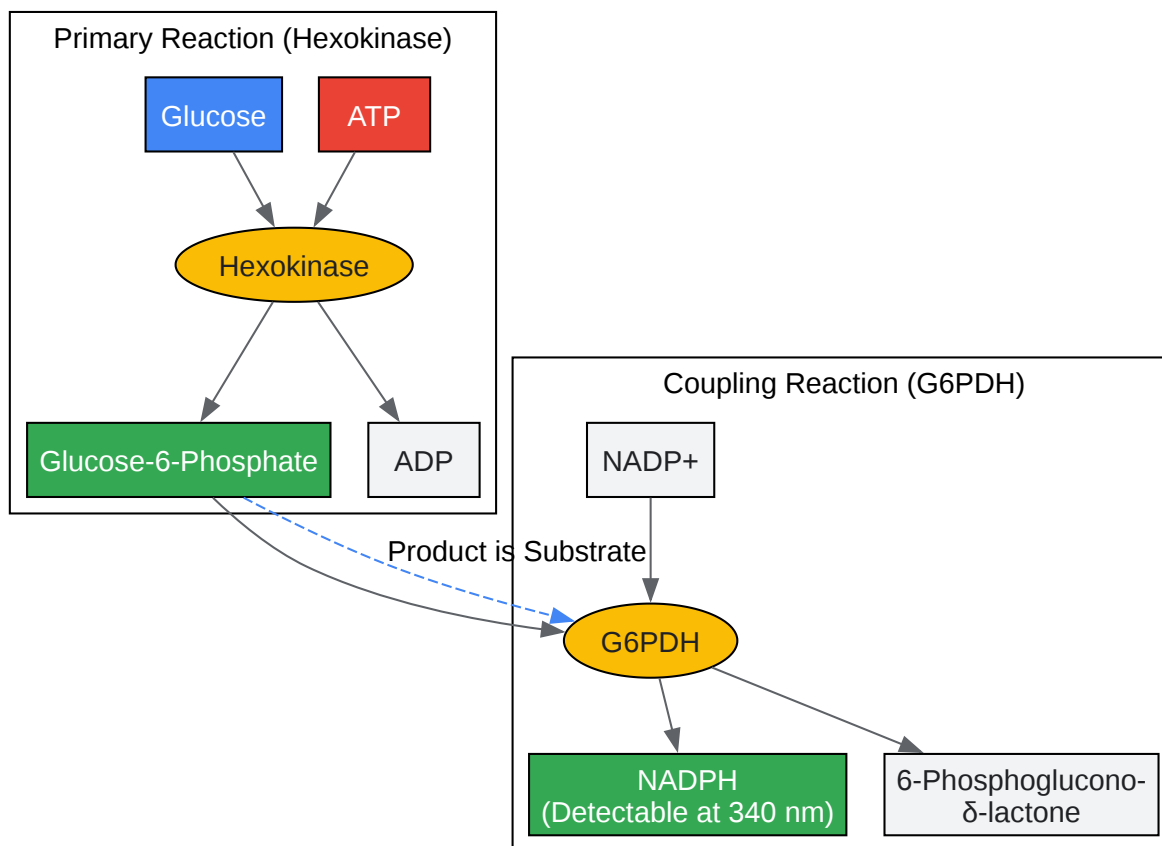 Primary Reaction (Hexokinase)
Glucose
ATP
Hexokinase
Glucose-6-Phosphate
ADP
Coupling Reaction (G6PDH)
NADP+
Product is Substrate
G6PDH
NADPH
(Detectable at 340 nm)
6-Phosphoglucono-
δ-lactone